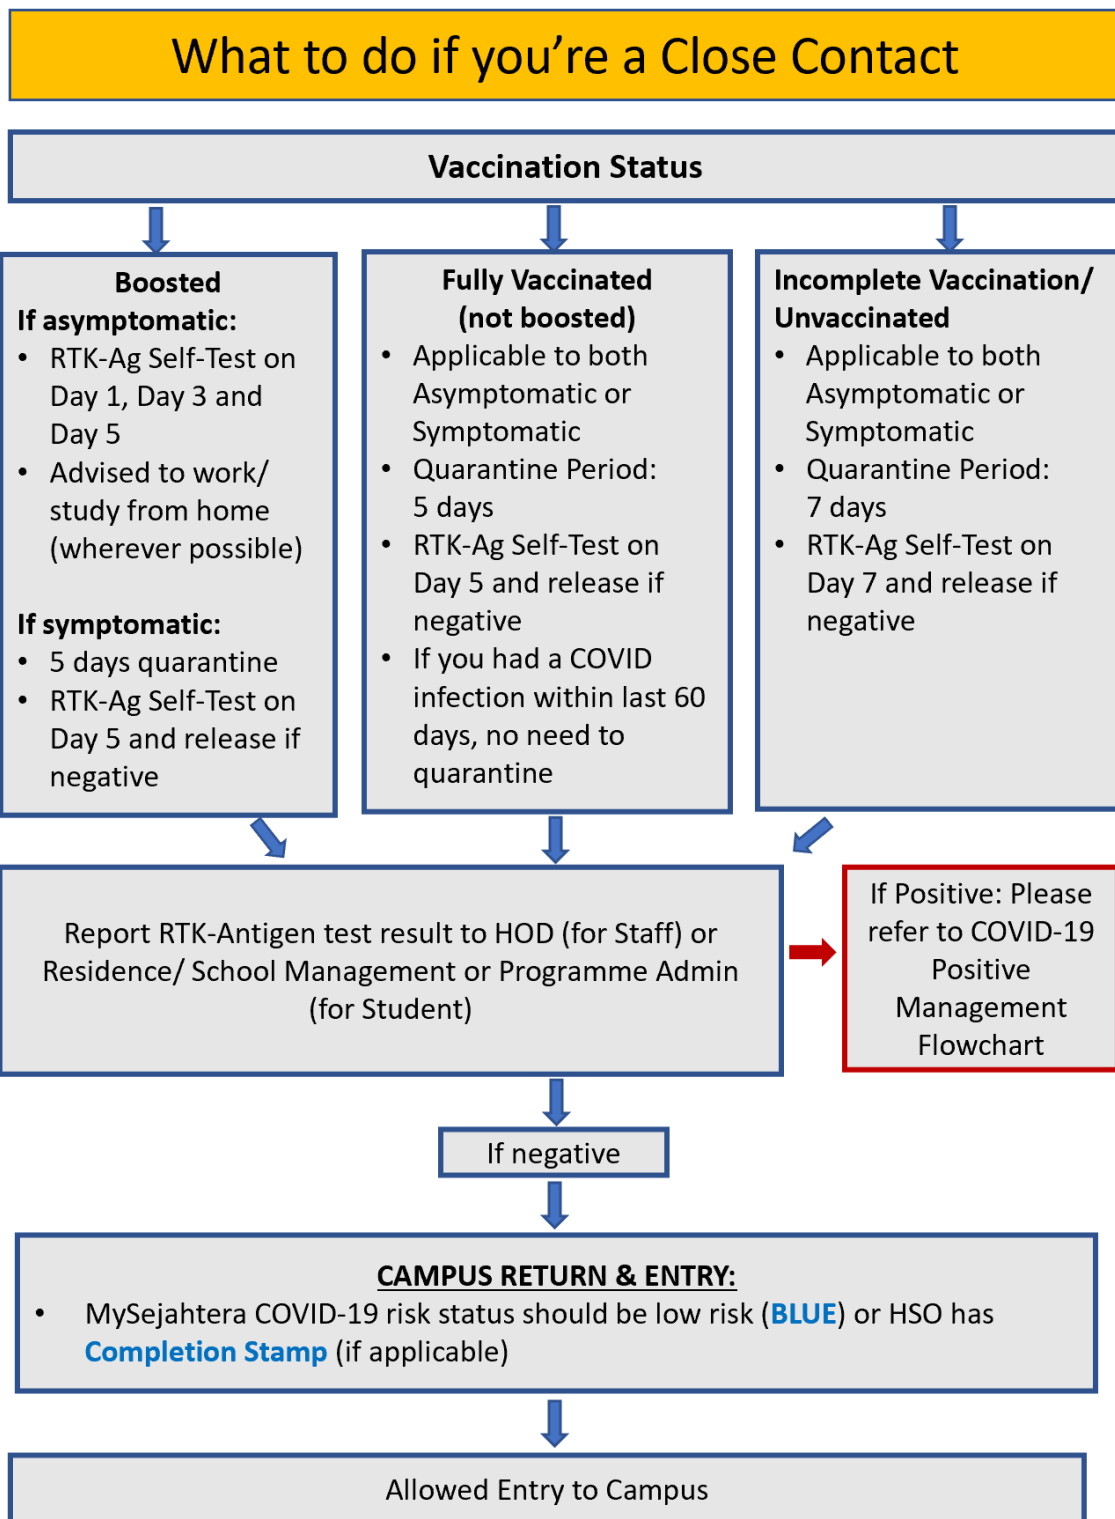 What to do if you're a Close Contact
Vaccination Status
Boosted
If asymptomatic:
• RTK-Ag Self-Test on
Day 1, Day 3 and
Day 5
• Advised to work/
study from home
(wherever possible)
If symptomatic:
• 5 days quarantine
• RTK-Ag Self-Test on
Day 5 and release if
negative
Fully Vaccinated
(not boosted)
• Applicable to both
Asymptomatic or
Symptomatic
• Quarantine Period:
5 days
• RTK-Ag Self-Test on
Day 5 and release if
negative
• If you had a COVID
infection within last 60
days, no need to
quarantine
Incomplete Vaccination/
Unvaccinated
• Applicable to both
Asymptomatic or
Symptomatic
• Quarantine Period:
7 days
• RTK-Ag Self-Test on
Day 7 and release if
negative
Report RTK-Antigen test result to HOD (for Staff) or
Residence/ School Management or Programme Admin
(for Student)
If Positive: Please
refer to COVID-19
Positive
Management
Flowchart
If negative
CAMPUS RETURN & ENTRY:
• MySejahtera COVID-19 risk status should be low risk (BLUE) or HSO has
Completion Stamp (if applicable)
Allowed Entry to Campus